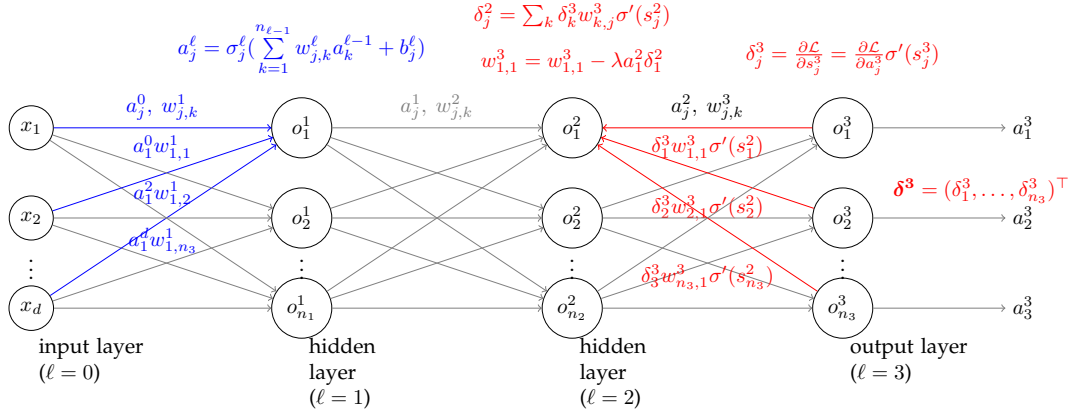 δ_j^2 = ∑_k δ_k^3 w_{k,j}^3 σ′(s_j^2)
a_j^ℓ = σ_j^ℓ(∑_{k=1}^{n_{ℓ−1}} w_{j,k}^ℓ a_k^{ℓ−1} + b_j^ℓ)
w_{1,1}^3 = w_{1,1}^3 − λa_1^2 δ_1^2
δ_j^3 = ∂ℒ/∂s_j^3 = ∂ℒ/∂a_j^3 σ′(s_j^3)
a_j^0, w_{j,k}^1
a_j^1, w_{j,k}^2
a_j^2, w_{j,k}^3
x_1
o_1^1
o_1^2
o_1^3
a_1^3
a_1^0 w_{1,1}^1
δ_1^3 w_{1,1}^3 σ′(s_1^2)
a_1^2 w_{1,2}^1
δ^3 = (δ_1^3, …, δ_{n_3}^3)^⊤
x_2
o_2^1
o_2^2
δ_2^3 w_{2,1}^3 σ′(s_2^2)
o_2^3
a_2^3
a_1^d w_{1,n_3}^1
⋮
⋮
⋮
⋮
δ_3^3 w_{n_3,1}^3 σ′(s_{n_3}^2)
x_d
o_{n_1}^1
o_{n_2}^2
o_{n_3}^3
a_3^3
input layer
(ℓ = 0)
hidden
layer
(ℓ = 1)
hidden
layer
(ℓ = 2)
output layer
(ℓ = 3)